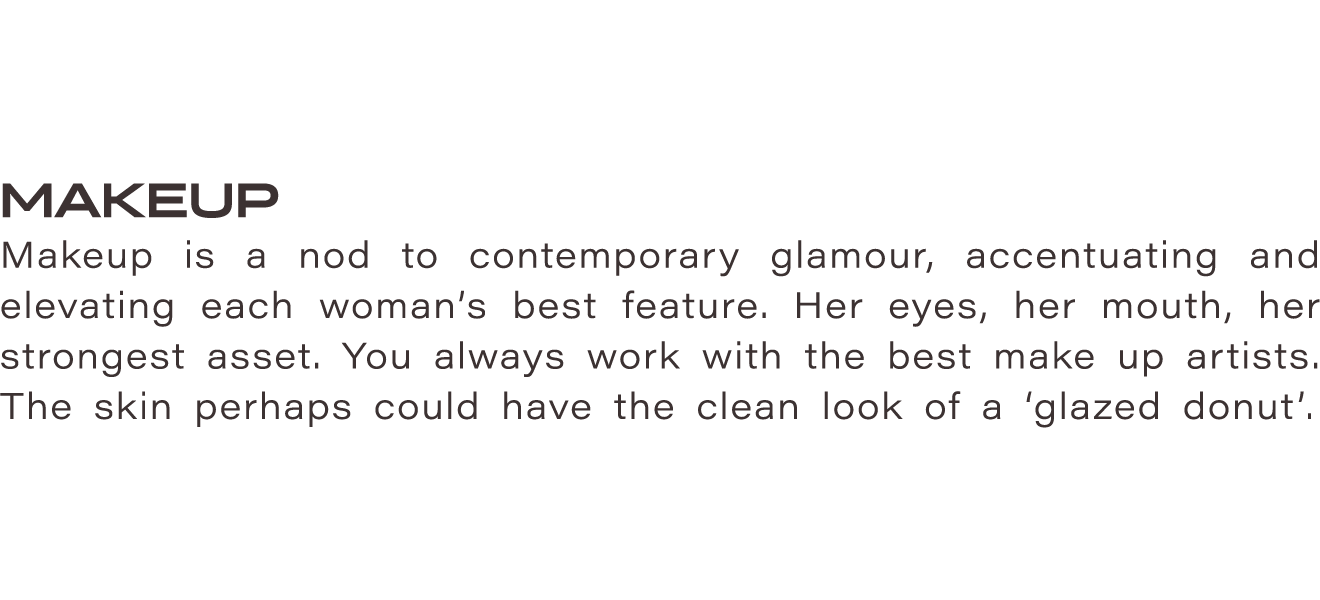 MAKEUP
Makeup is a nod to contemporary glamour, accentuating and
elevating each woman’s best feature. Her eyes, her mouth, her
strongest asset. You always work with the best make up artists.
The skin perhaps could have the clean look of a ‘glazed donut’.